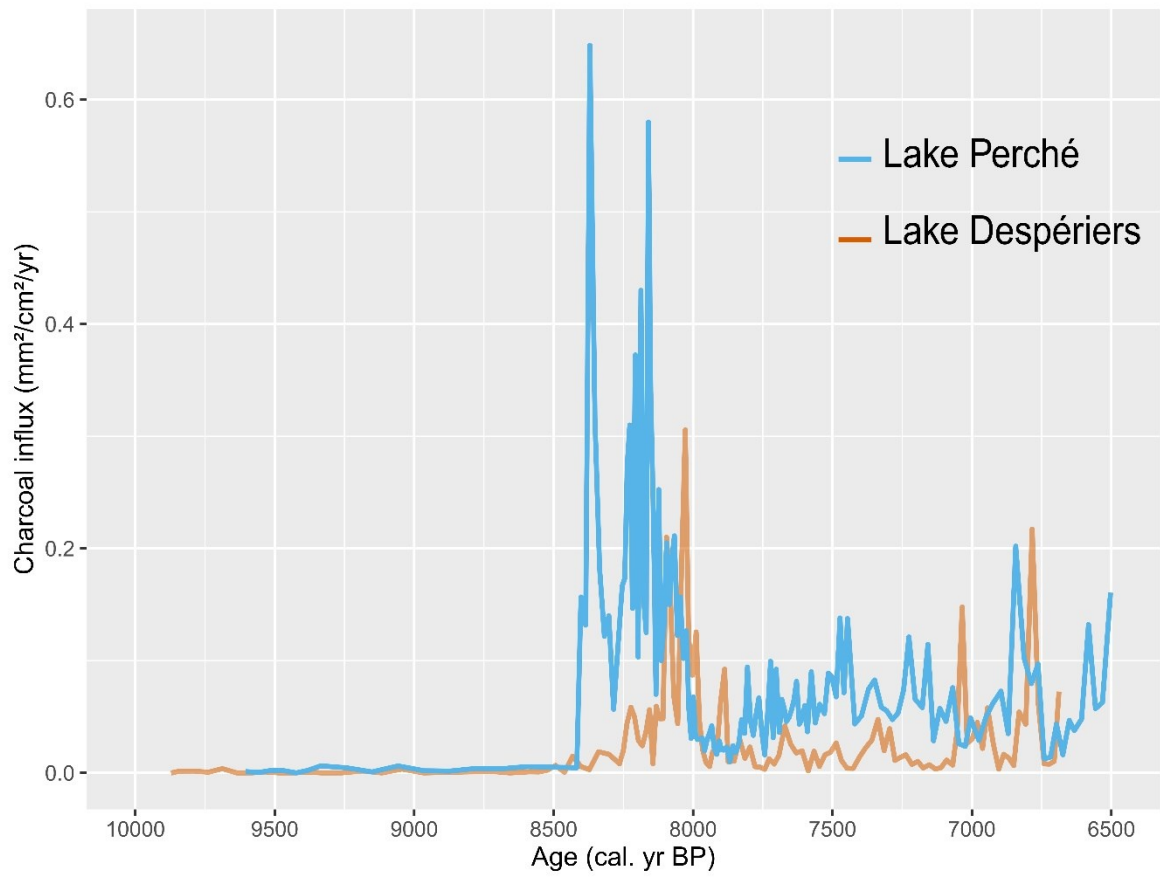 Charcoal influx (mm²/cm²/yr)
0.6
0.4
0.2
0.0
Lake Perché
Lake Despériers
10000 9500 9000 8500 8000 7500 7000 6500
Age (cal. yr BP)